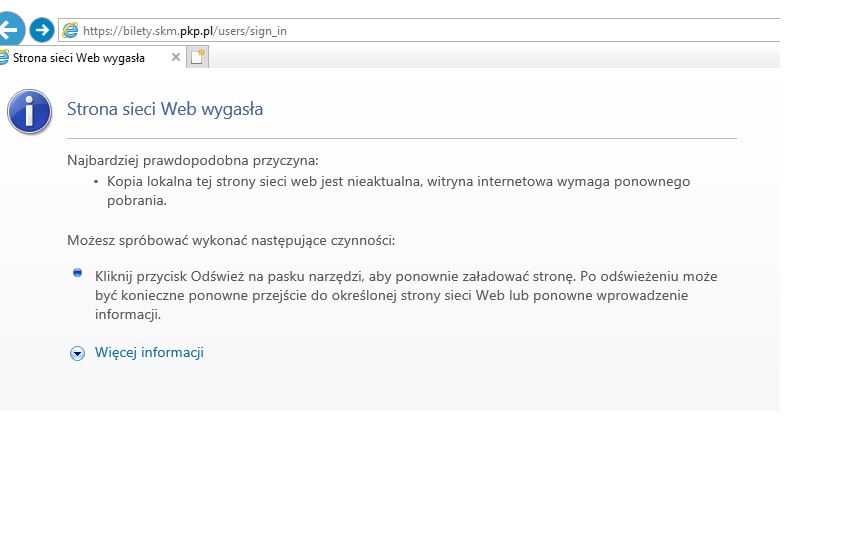 https://bilety.skm.pkp.pl/users/sign_in
Strona sieci Web wygasła
Strona sieci Web wygasła
Najbardziej prawdopodobna przyczyna:
• Kopia lokalna tej strony sieci web jest nieaktualna, witryna internetowa wymaga ponownego
pobrania.
Możesz spróbować wykonać następujące czynności:
Kliknij przycisk Odśwież na pasku narzędzi, aby ponownie załadować stronę. Po odświeżeniu może
być konieczne ponowne przejście do określonej strony sieci Web lub ponowne wprowadzenie
informacji.
Więcej informacji